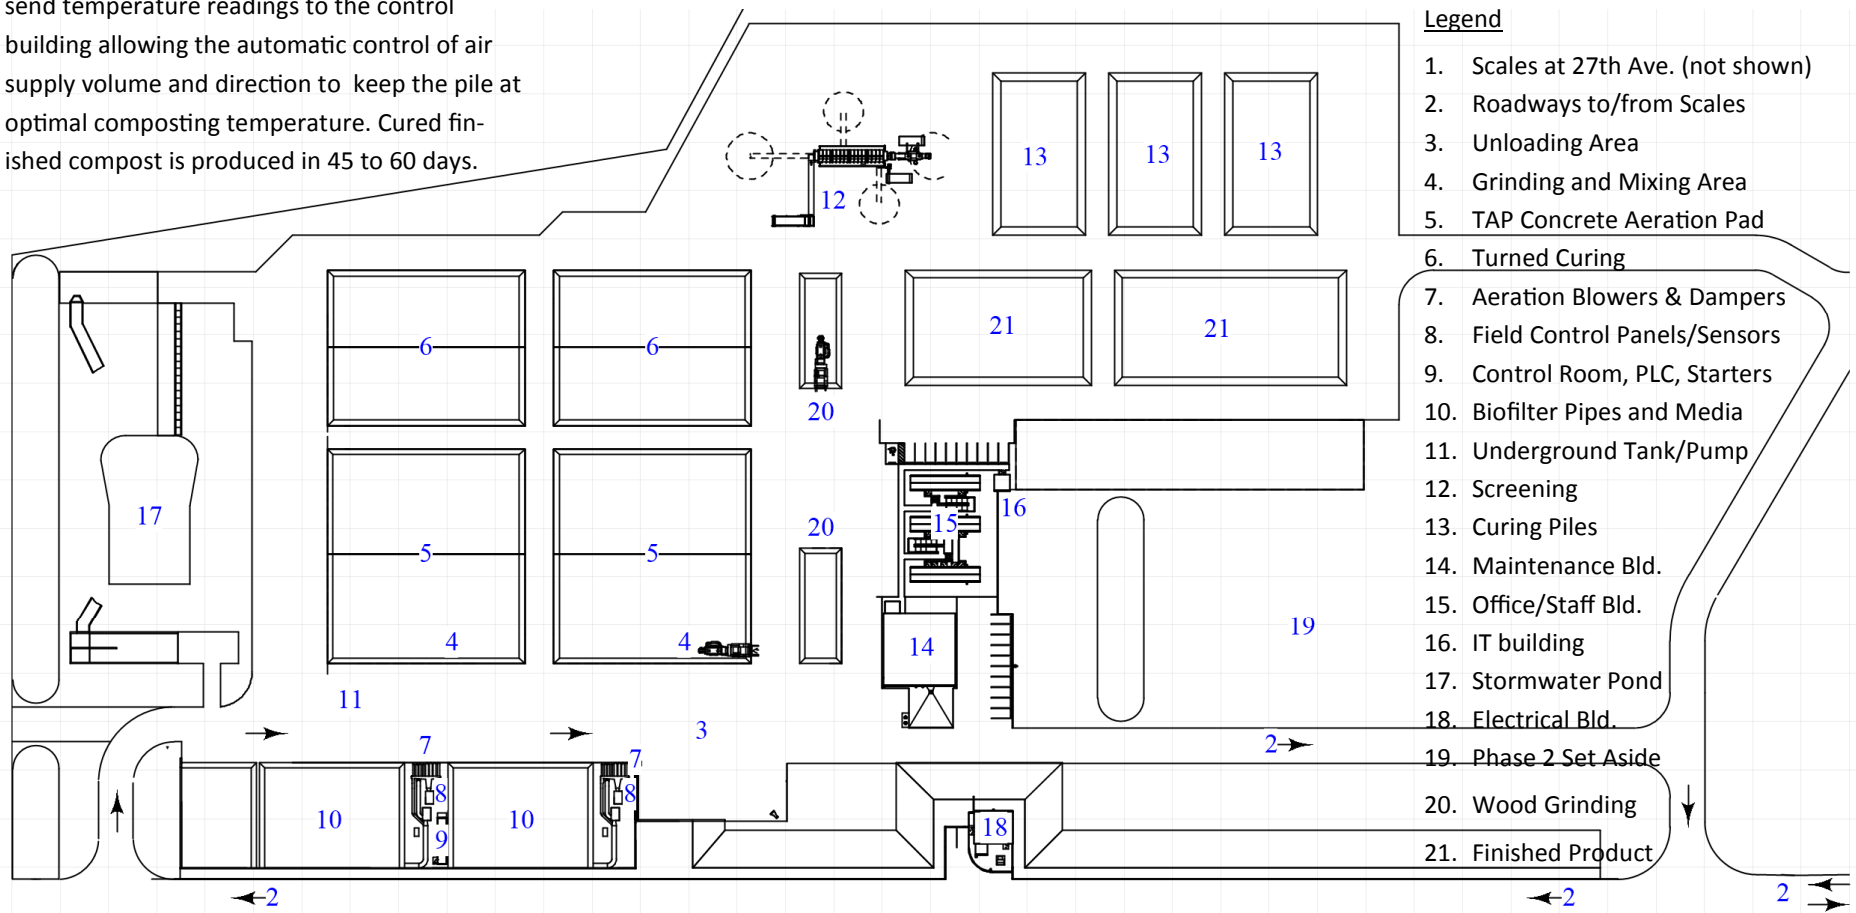 send temperature readings to the control
building allowing the automatic control of air
supply volume and direction to  keep the pile at
optimal composting temperature. Cured fin-
ished compost is produced in 45 to 60 days.
Legend
1. Scales at 27th Ave. (not shown)
2. Roadways to/from Scales
3. Unloading Area
4. Grinding and Mixing Area
5. TAP Concrete Aeration Pad
6. Turned Curing
7. Aeration Blowers & Dampers
8. Field Control Panels/Sensors
9. Control Room, PLC, Starters
10. Biofilter Pipes and Media
11. Underground Tank/Pump
12. Screening
13. Curing Piles
14. Maintenance Bld.
15. Office/Staff Bld.
16. IT building
17. Stormwater Pond
18. Electrical Bld.
19. Phase 2 Set Aside
20. Wood Grinding
21. Finished Product
13 13 13
12
21 21
6 6
20
17
20 15 16
5 5
19
4 4 14
11
3
7 7 2
8 8
10 10 18
9
2 2 2